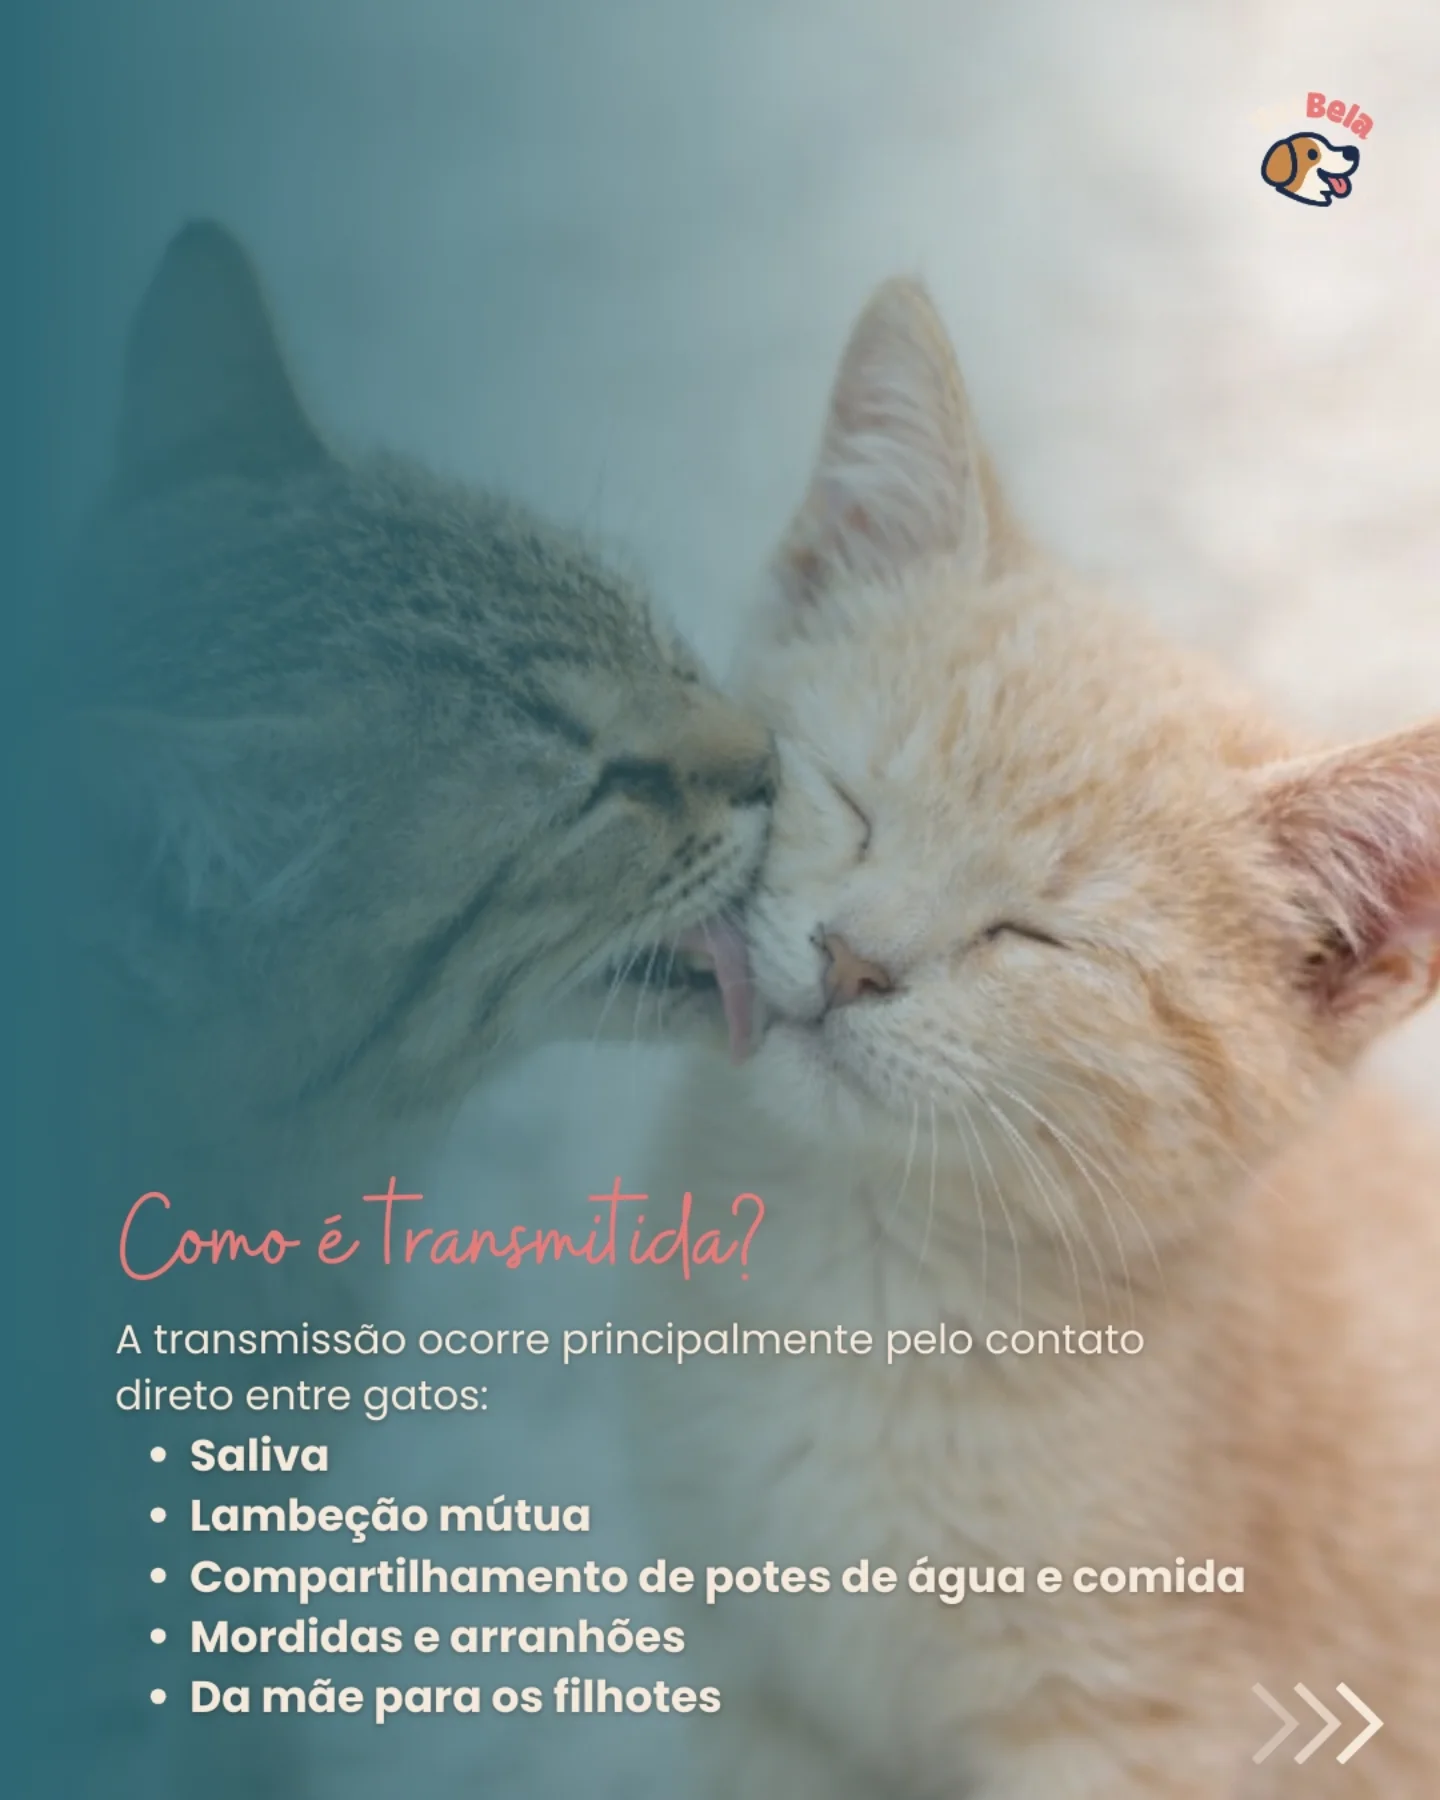 Bela
Como é transmitida?
A transmissão ocorre principalmente pelo contato
direto entre gatos:
• Saliva
• Lambeção mútua
• Compartilhamento de potes de água e comida
• Mordidas e arranhões
• Da mãe para os filhotes